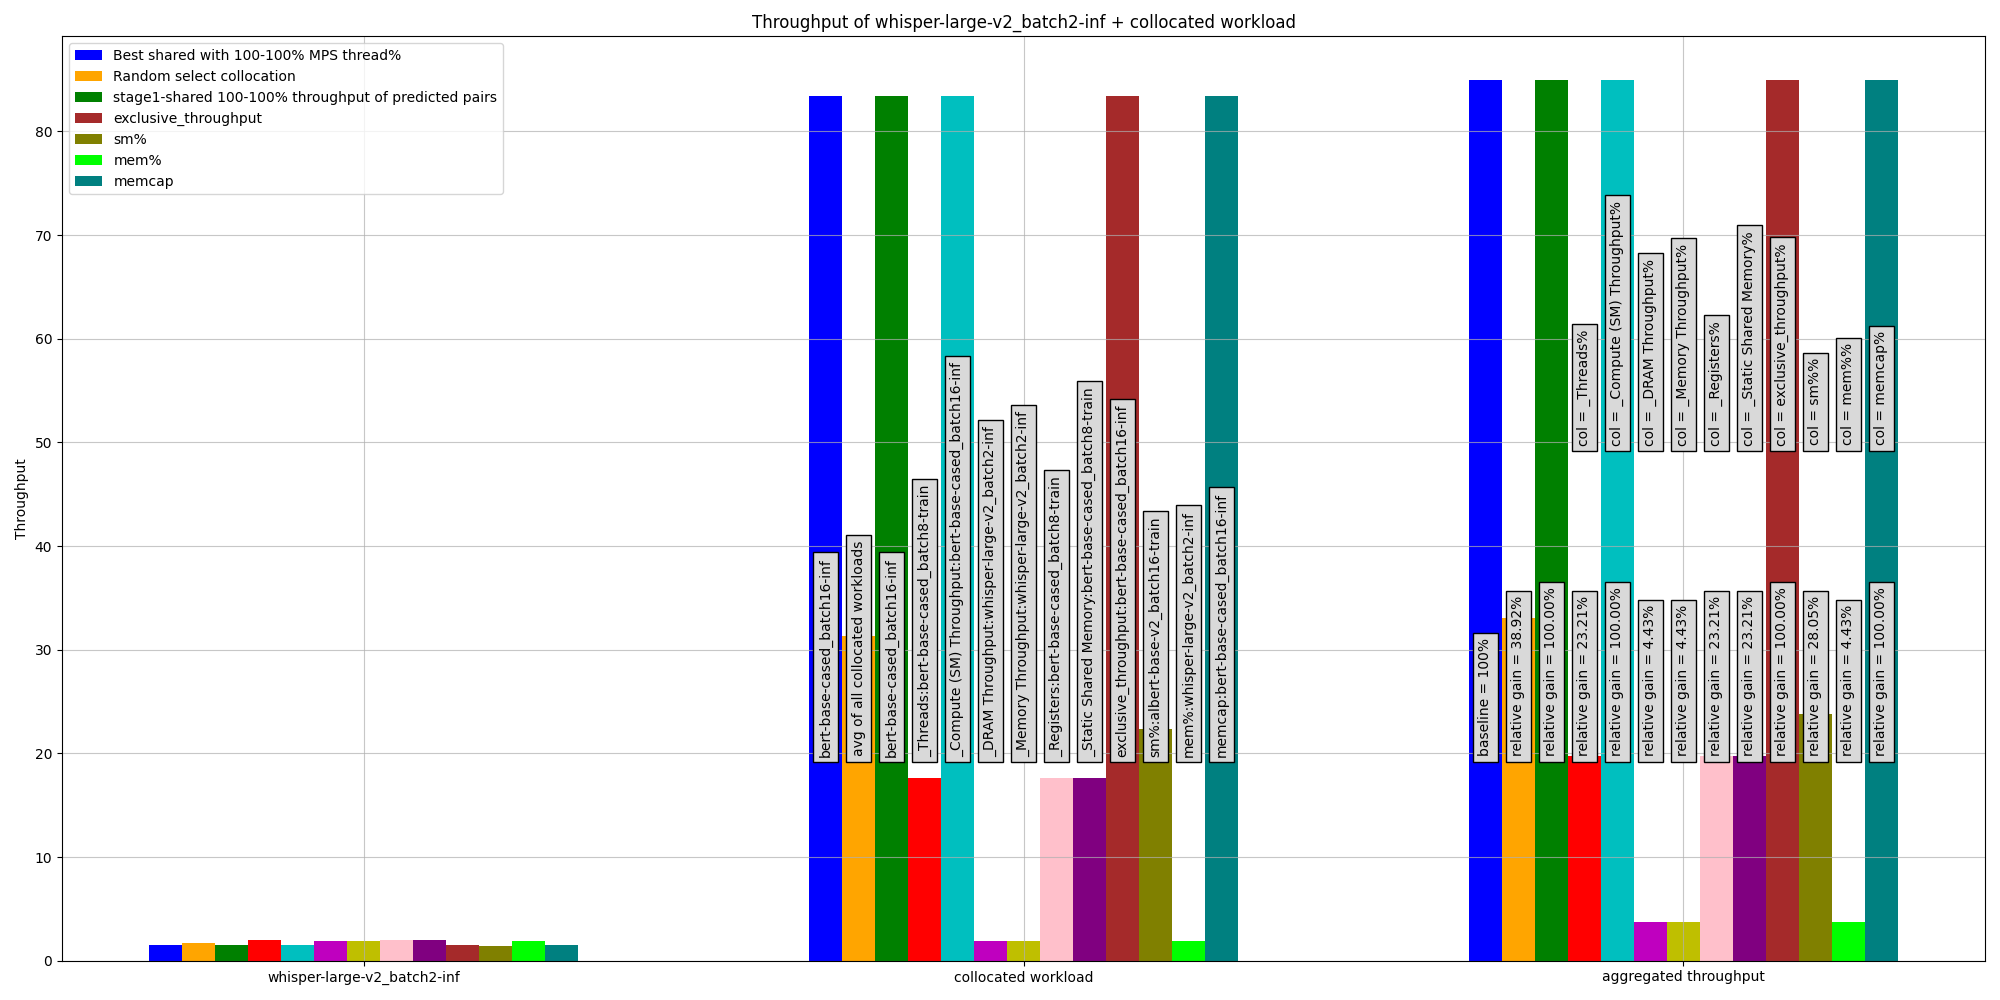 Throughput of whisper-large-v2_batch2-inf + collocated workload
Best shared with 100-100% MPS thread%
Random select collocation
stage1-shared 100-100% throughput of predicted pairs
exclusive_throughput
sm%
mem%
memcap
Throughput
80
70
60
50
40
30
20
10
0
bert-base-cased_batch16-inf
avg of all collocated workloads
bert-base-cased_batch16-inf
_Threads:bert-base-cased_batch8-train
_Compute (SM) Throughput:bert-base-cased_batch16-inf
_DRAM Throughput:whisper-large-v2_batch2-inf
_Memory Throughput:whisper-large-v2_batch2-inf
_Registers:bert-base-cased_batch8-train
_Static Shared Memory:bert-base-cased_batch8-train
exclusive_throughput:bert-base-cased_batch16-inf
sm%:albert-base-v2_batch16-train
mem%:whisper-large-v2_batch2-inf
memcap:bert-base-cased_batch16-inf
col = _Threads%
col = _Compute (SM) Throughput%
col = _DRAM Throughput%
col = _Memory Throughput%
col = _Registers%
col = _Static Shared Memory%
col = exclusive_throughput%
col = sm%%
col = mem%%
col = memcap%
baseline = 100%
relative gain = 38.92%
relative gain = 100.00%
relative gain = 23.21%
relative gain = 100.00%
relative gain = 4.43%
relative gain = 4.43%
relative gain = 23.21%
relative gain = 23.21%
relative gain = 100.00%
relative gain = 28.05%
relative gain = 4.43%
relative gain = 100.00%
whisper-large-v2_batch2-inf
collocated workload
aggregated throughput